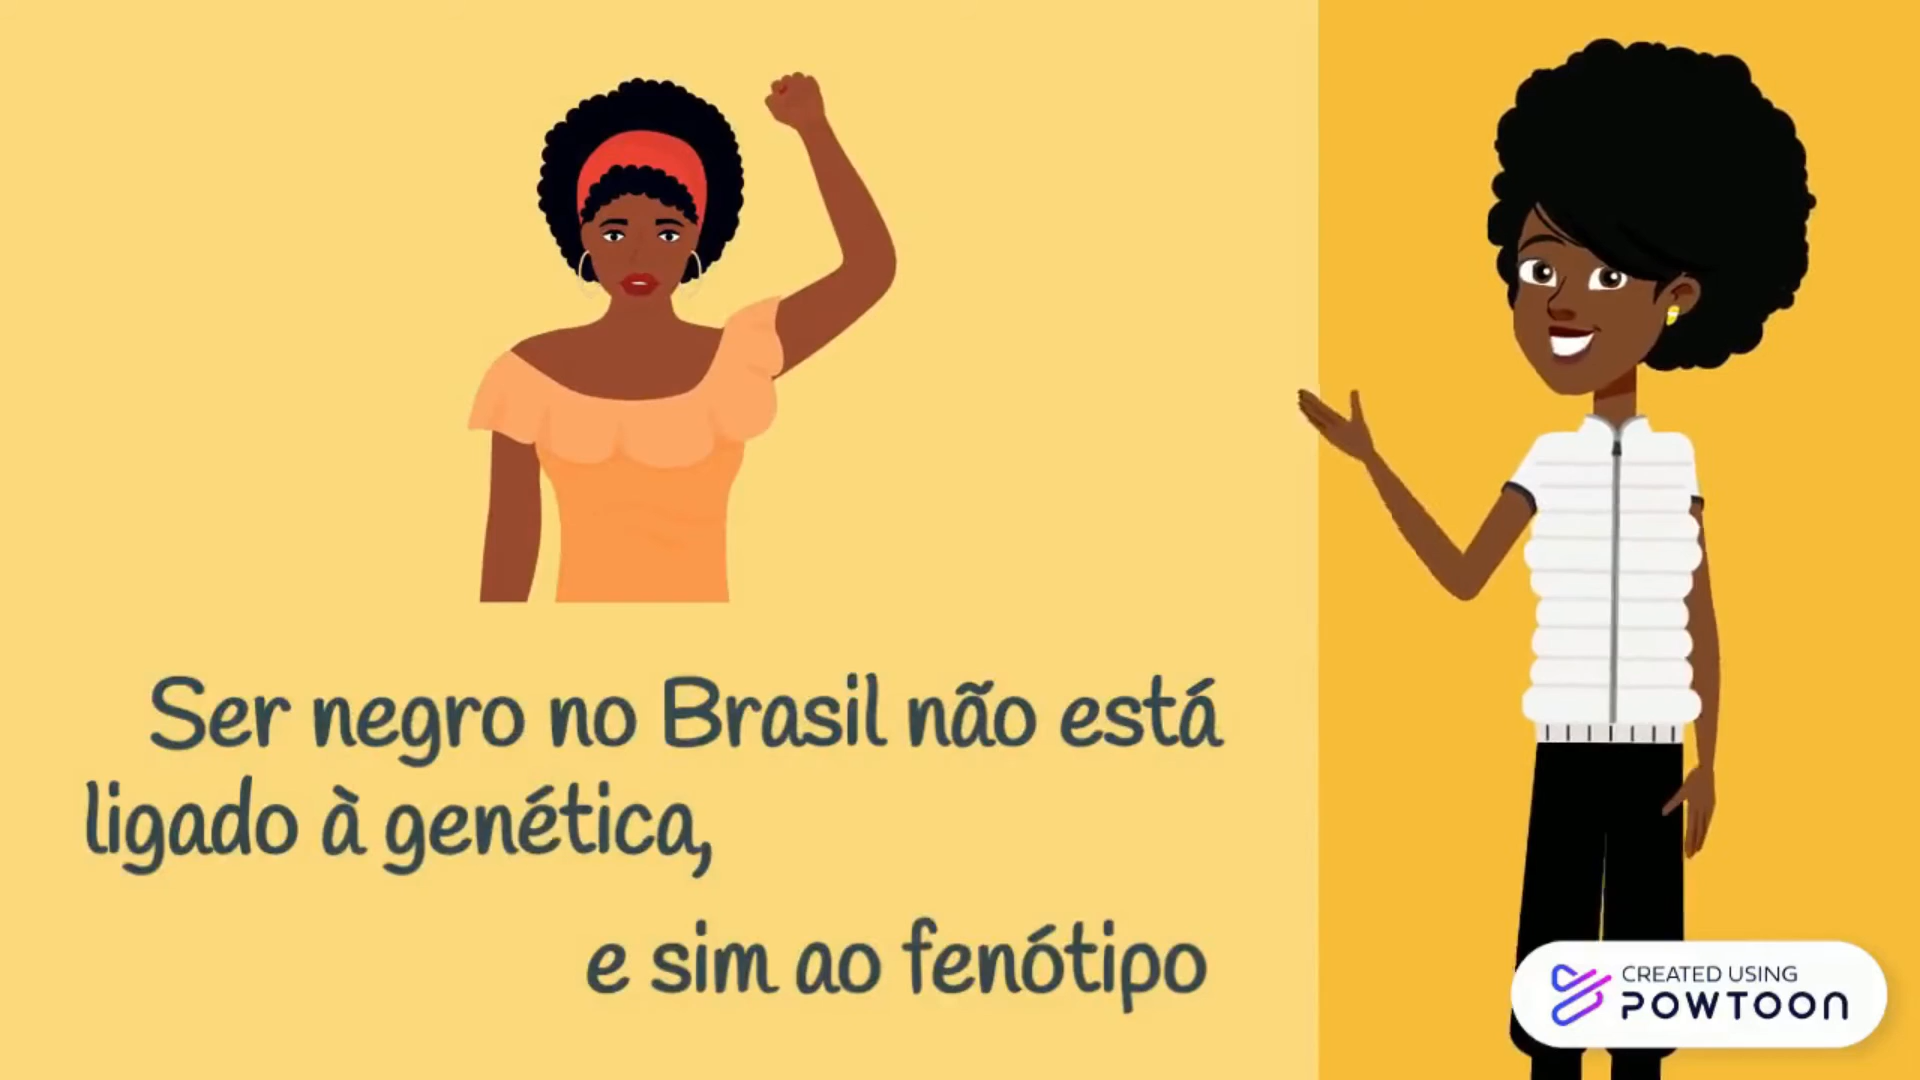 Ser negro no Brasil não está
ligado à genética,
e sim ao fenótipo
CREATED USING
POWTOON